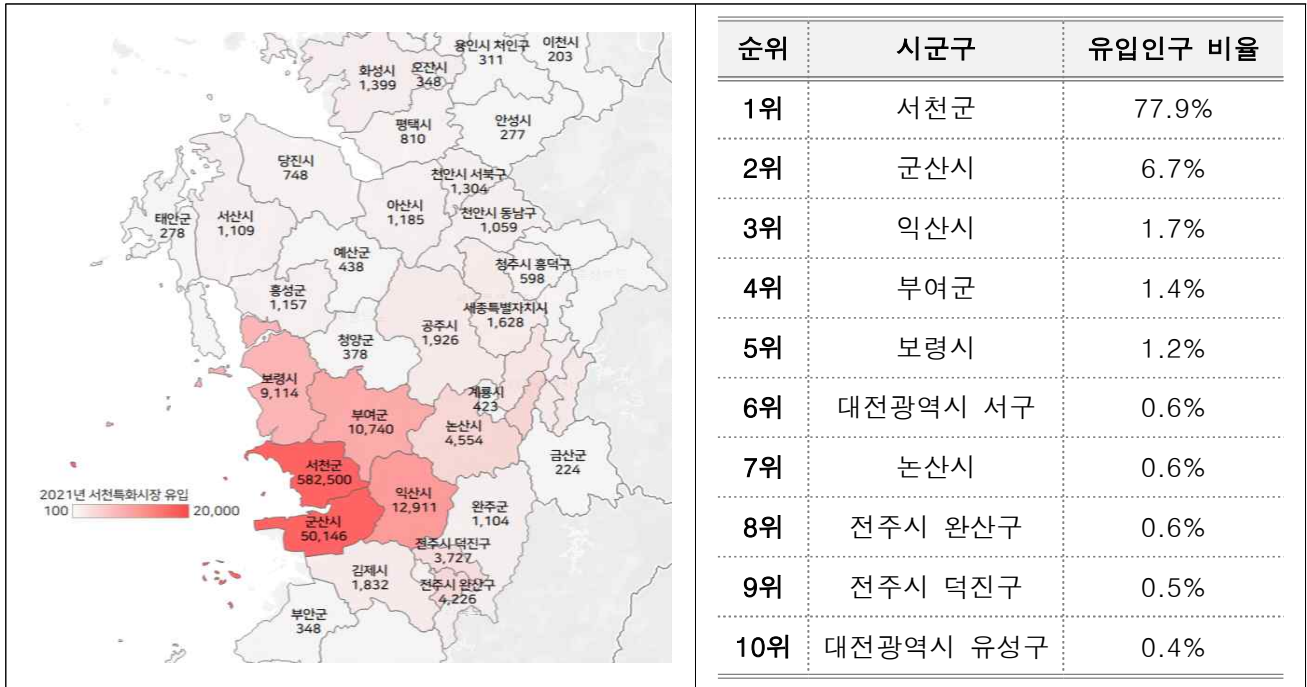 용인시 처인구
311
이천시
203
화성시
1,399
오산시
348
평택시
810
안성시
277
당진시
748
천안시 서북구
1,304
아산시
1,185
천안시 동남구
1,059
태안군
278
서산시
1,109
예산군
438
청주시 흥덕구
598
홍성군
1,157
세종특별자치시
1,628
공주시
1,926
청양군
378
보령시
9,114
계룡시
423
부여군
10,740
논산시
4,554
금산군
224
서천군
582,500
익산시
12,911
완주군
1,104
2021년 서천특화시장 유입
100 20,000
군산시
50,146
전주시 덕진구
3,727
김제시
1,832
전주시 완산구
4,226
부안군
348
순위 시군구 유입인구 비율
1위 서천군 77.9%
2위 군산시 6.7%
3위 익산시 1.7%
4위 부여군 1.4%
5위 보령시 1.2%
6위 대전광역시 서구 0.6%
7위 논산시 0.6%
8위 전주시 완산구 0.6%
9위 전주시 덕진구 0.5%
10위 대전광역시 유성구 0.4%